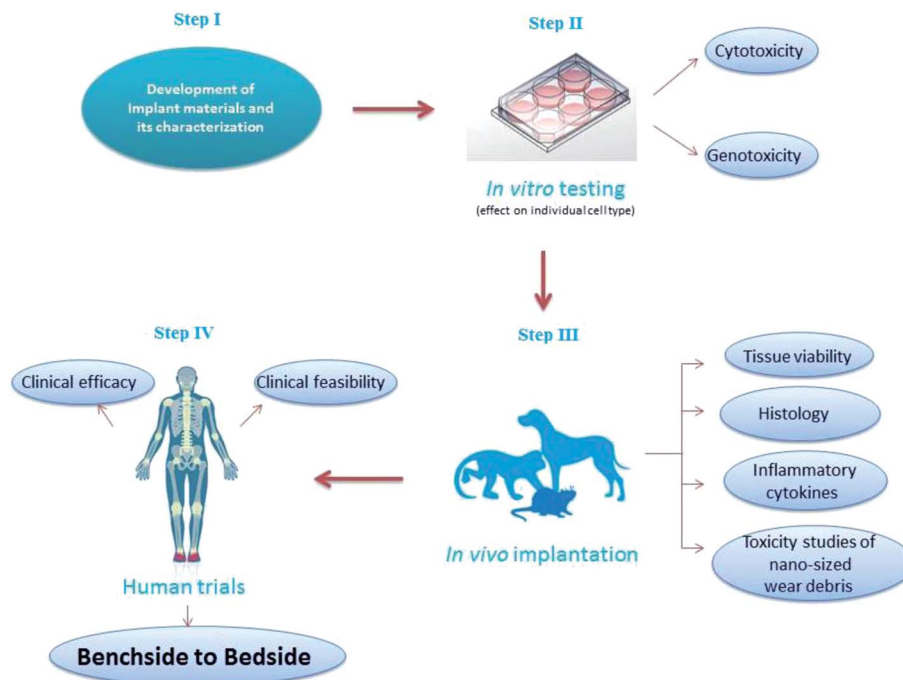 Step I
Development of
Implant materials and
its characterization
Step II
In vitro testing
(effect on individual cell type)
Cytotoxicity
Genotoxicity
Step III
In vivo implantation
Tissue viability
Histology
Inflammatory
cytokines
Toxicity studies of
nano-sized
wear debris
Step IV
Clinical efficacy
Clinical feasibility
Human trials
Benchside to Bedside